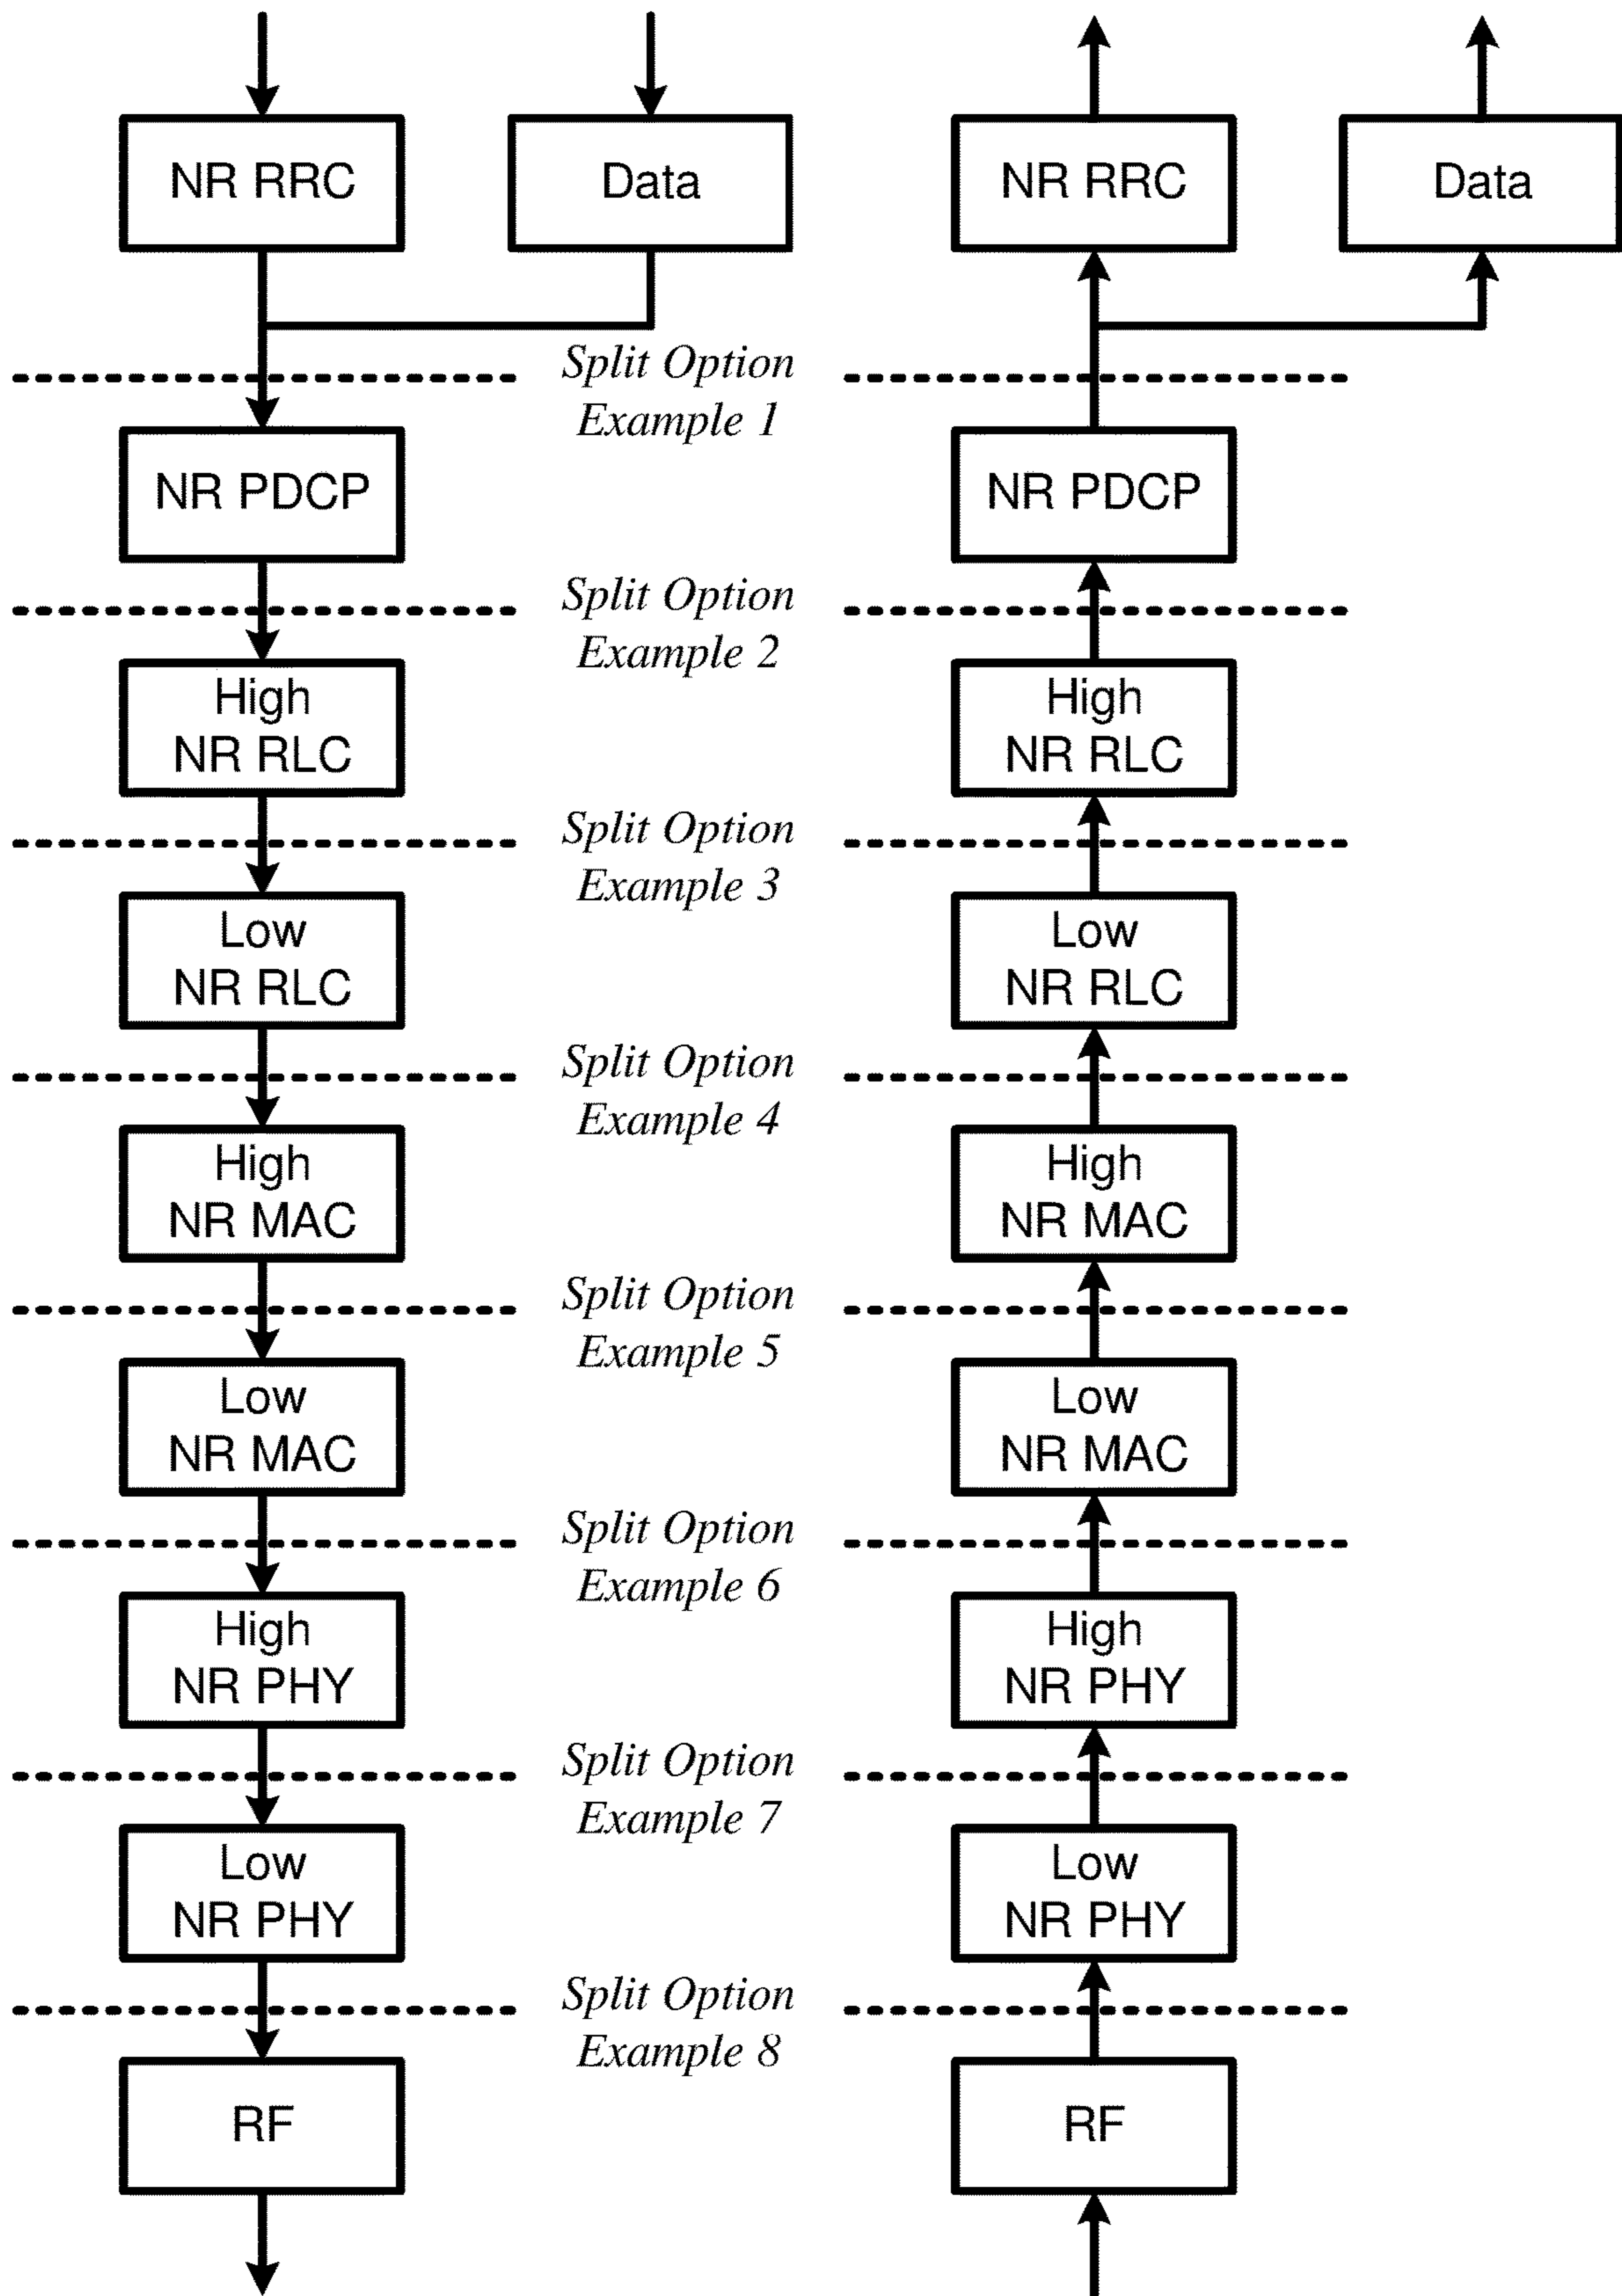 NR RRC
Data
NR RRC
Data
Split Option
Example 1
NR PDCP
NR PDCP
Split Option
Example 2
High
NR RLC
High
NR RLC
Split Option
Example 3
Low
NR RLC
Low
NR RLC
Split Option
Example 4
High
NR MAC
High
NR MAC
Split Option
Example 5
Low
NR MAC
Low
NR MAC
Split Option
Example 6
High
NR PHY
High
NR PHY
Split Option
Example 7
Low
NR PHY
Low
NR PHY
Split Option
Example 8
RF
RF